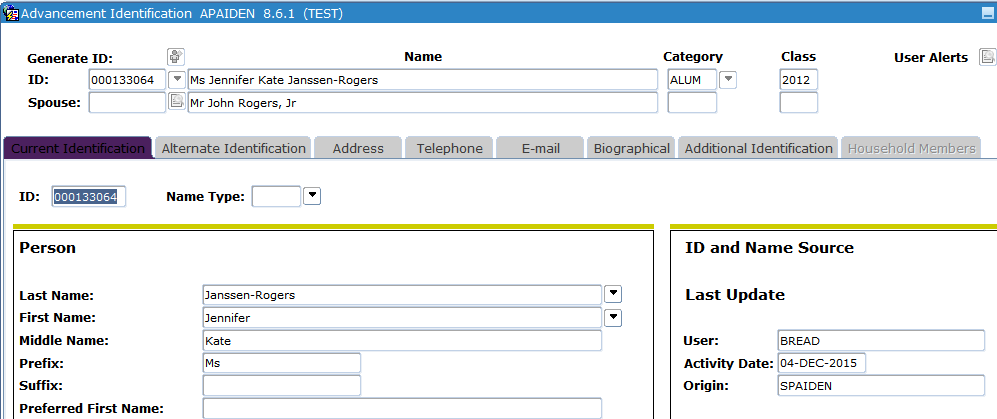 Advancement Identification APAIDEN 8.6.1 (TEST)
Generate ID: Name Category Class User Alerts
ID: 000133064 Ms Jennifer Kate Janssen-Rogers ALUM 2012
Spouse: Mr John Rogers, Jr
Current Identification Alternate Identification Address Telephone E-mail Biographical Additional Identification Household Members
ID: 000133064 Name Type:
Person
Last Name: Janssen-Rogers
First Name: Jennifer
Middle Name: Kate
Prefix: Ms
Suffix:
Preferred First Name:
ID and Name Source
Last Update
User: BREAD
Activity Date: 04-DEC-2015
Origin: SPAIDEN